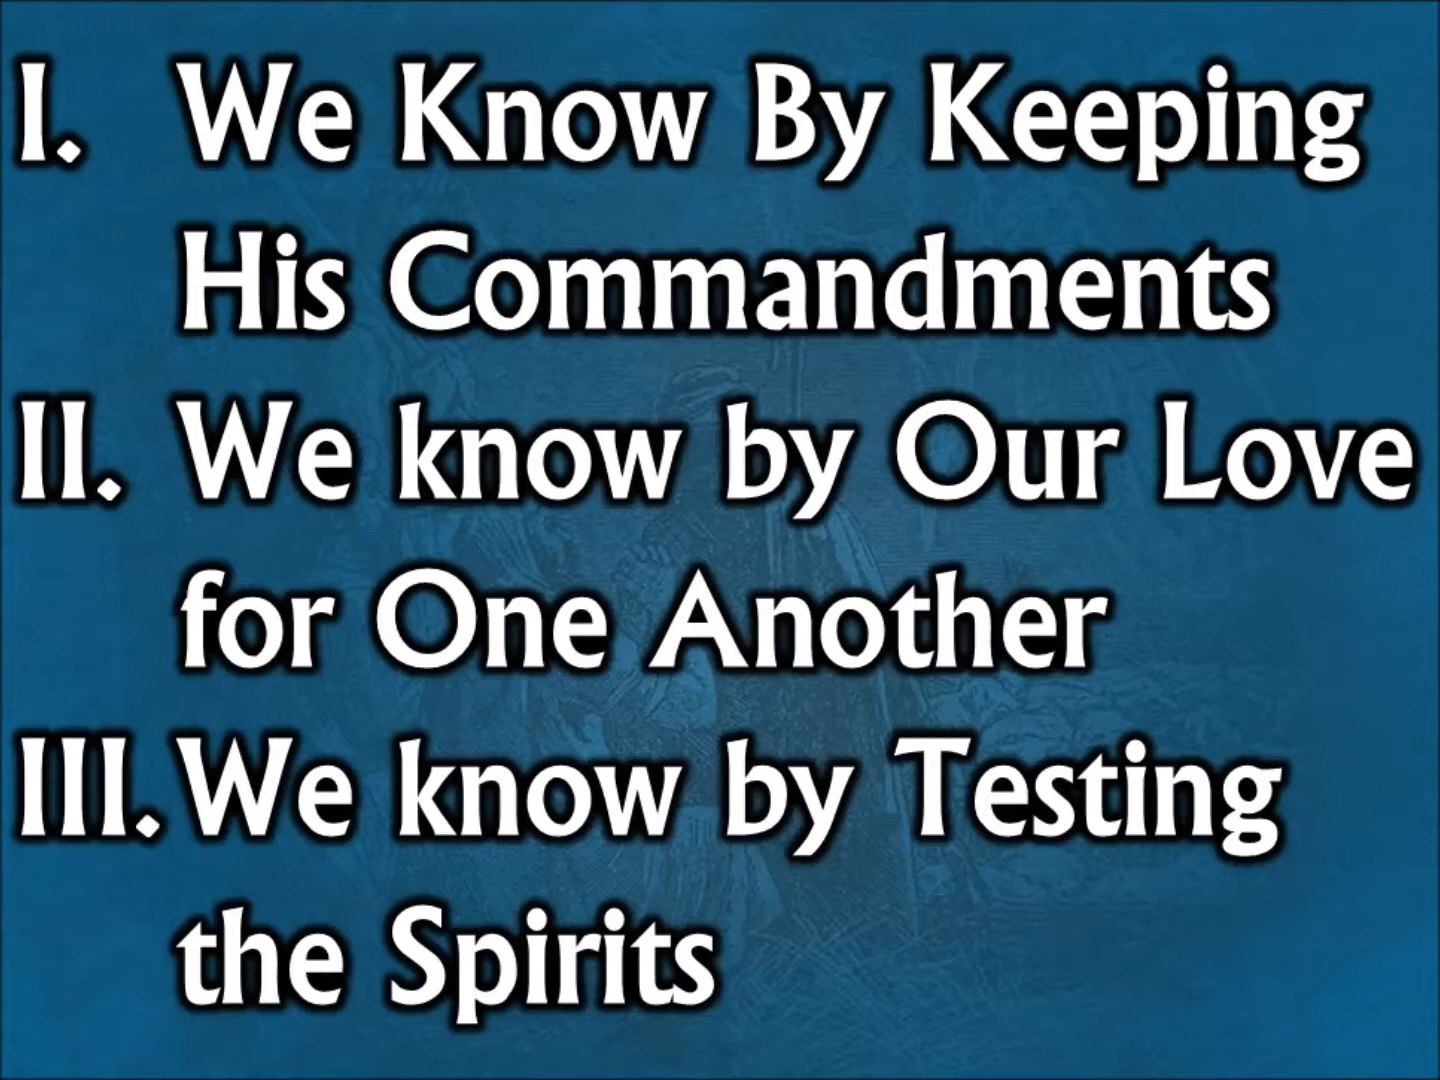 I. We Know By Keeping
His Commandments
II. We know by Our Love
for One Another
III. We know by Testing
the Spirits